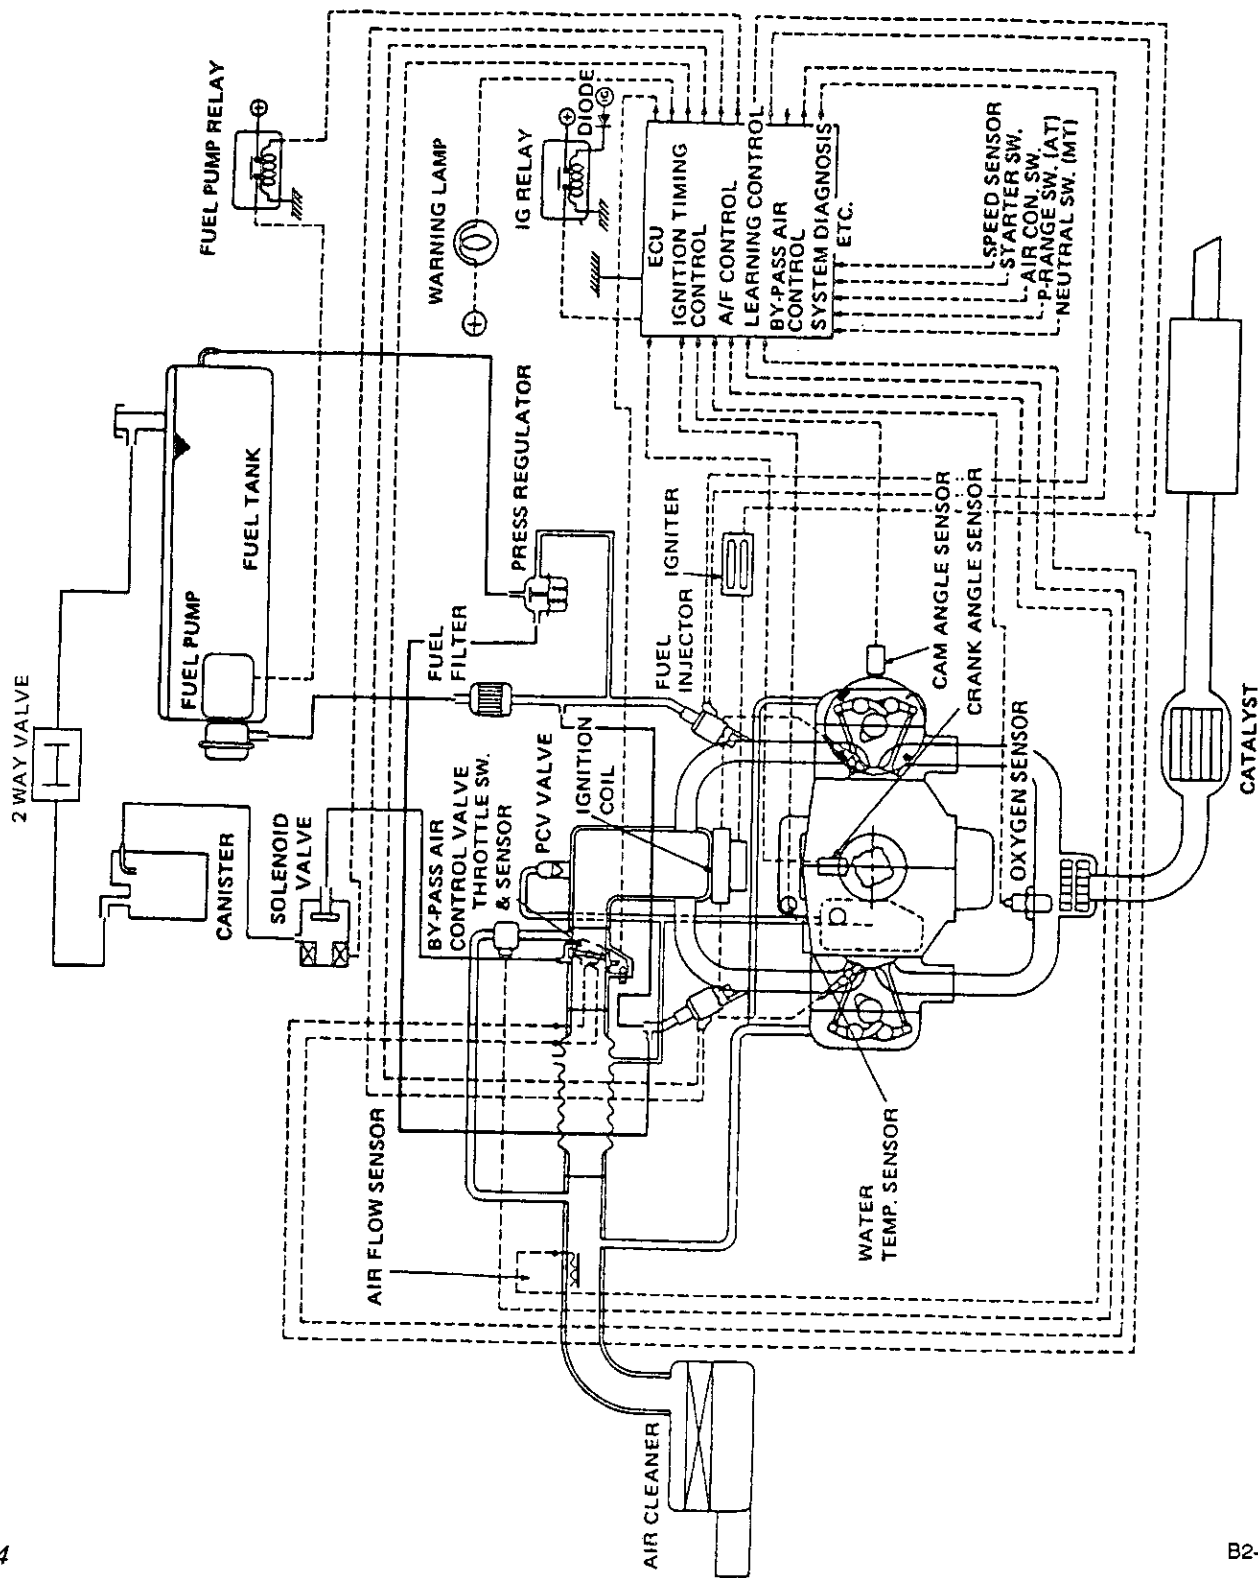 2 WAY VALVE
CANISTER
SOLENOID
VALVE
FUEL PUMP
FUEL TANK
FUEL PUMP RELAY
WARNING LAMP
IG RELAY
DIODE
IG
BY-PASS AIR
CONTROL VALVE
THROTTLE SW.
& SENSOR
PCV VALVE
IGNITION
COIL
FUEL
FILTER
PRESS REGULATOR
FUEL
INJECTOR
IGNITER
ECU
IGNITION TIMING
CONTROL
A/F CONTROL
LEARNING CONTROL
BY-PASS AIR
CONTROL
SYSTEM DIAGNOSIS
ETC.
SPEED SENSOR
STARTER SW.
AIR CON. SW.
P-RANGE SW. (AT)
NEUTRAL SW. (MT)
CAM ANGLE SENSOR
CRANK ANGLE SENSOR
OXYGEN SENSOR
CATALYST
AIR FLOW SENSOR
WATER
TEMP. SENSOR
AIR CLEANER
4
B2-